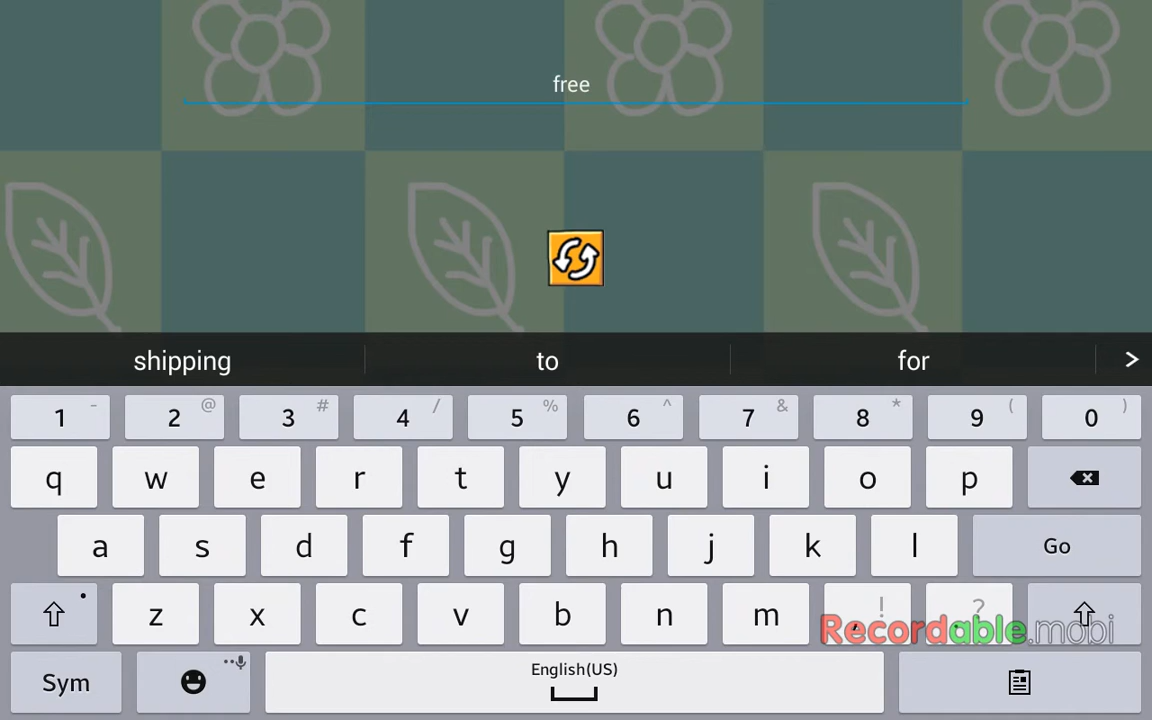 free
shipping to for >
1 - 2 @ 3 # 4 / 5 % 6 ^ 7 & 8 * 9 ( 0 )
q w e r t y u i o p
a s d f g h j k l Go
z x c v b n m , ! . ?
Recordable.mobi
Sym English(US)